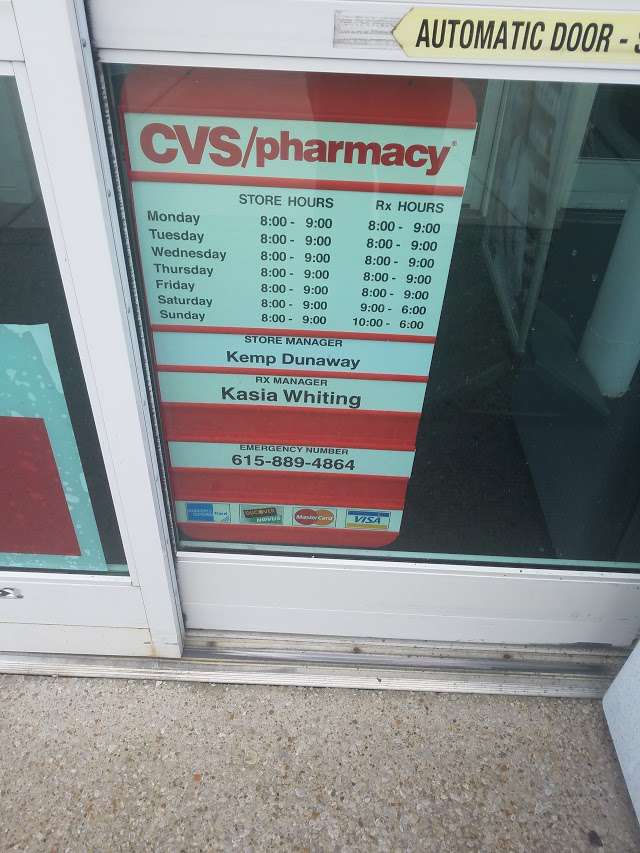 AUTOMATIC DOOR -
CVS/pharmacy®
STORE HOURS Rx HOURS
Monday 8:00 - 9:00 8:00 - 9:00
Tuesday 8:00 - 9:00 8:00 - 9:00
Wednesday 8:00 - 9:00 8:00 - 9:00
Thursday 8:00 - 9:00 8:00 - 9:00
Friday 8:00 - 9:00 8:00 - 9:00
Saturday 8:00 - 9:00 9:00 - 6:00
Sunday 8:00 - 9:00 10:00 - 6:00
STORE MANAGER
Kemp Dunaway
RX MANAGER
Kasia Whiting
EMERGENCY NUMBER
615-889-4864
DISCOVER NOVUS MasterCard VISA